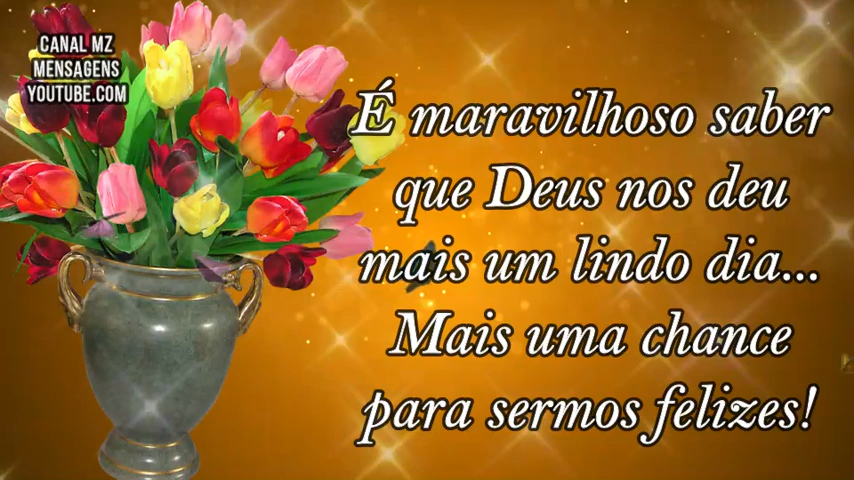 CANAL MZ
MENSAGENS
YOUTUBE.COM
É maravilhoso saber
que Deus nos deu
mais um lindo dia...
Mais uma chance
para sermos felizes!